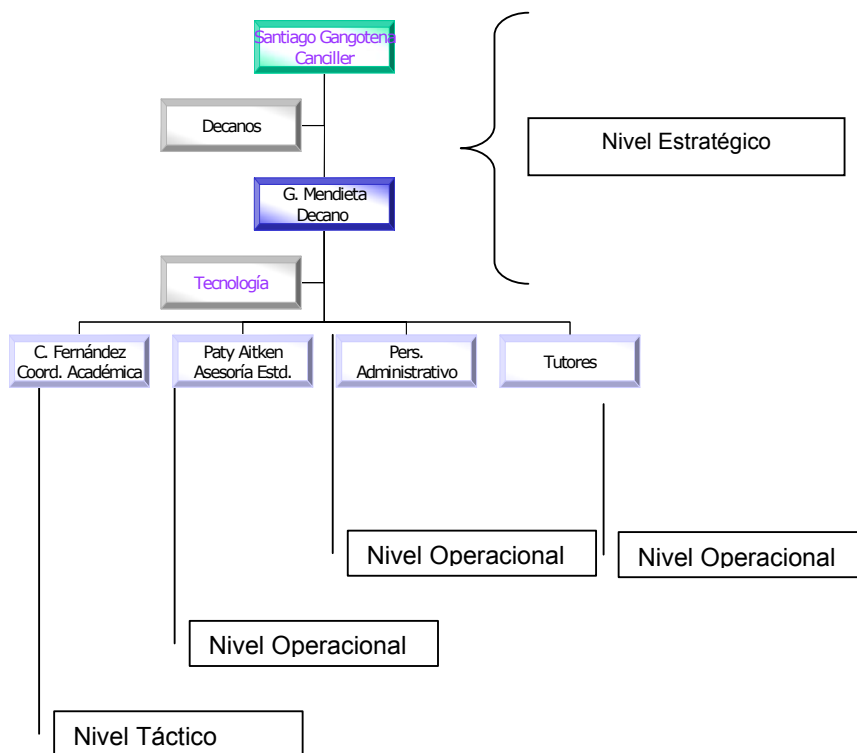 Santiago Gangotena
Canciller
Decanos
Nivel Estratégico
G. Mendieta
Decano
Tecnología
C. Fernández
Coord. Académica
Paty Aitken
Asesoría Estd.
Pers.
Administrativo
Tutores
Nivel Operacional
Nivel Operacional
Nivel Operacional
Nivel Táctico